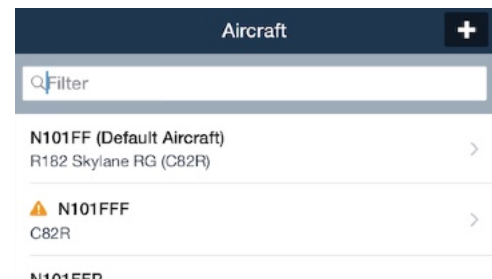 Aircraft
Filter
N101FF (Default Aircraft)
R182 Skylane RG (C82R)
N101FFF
C82R